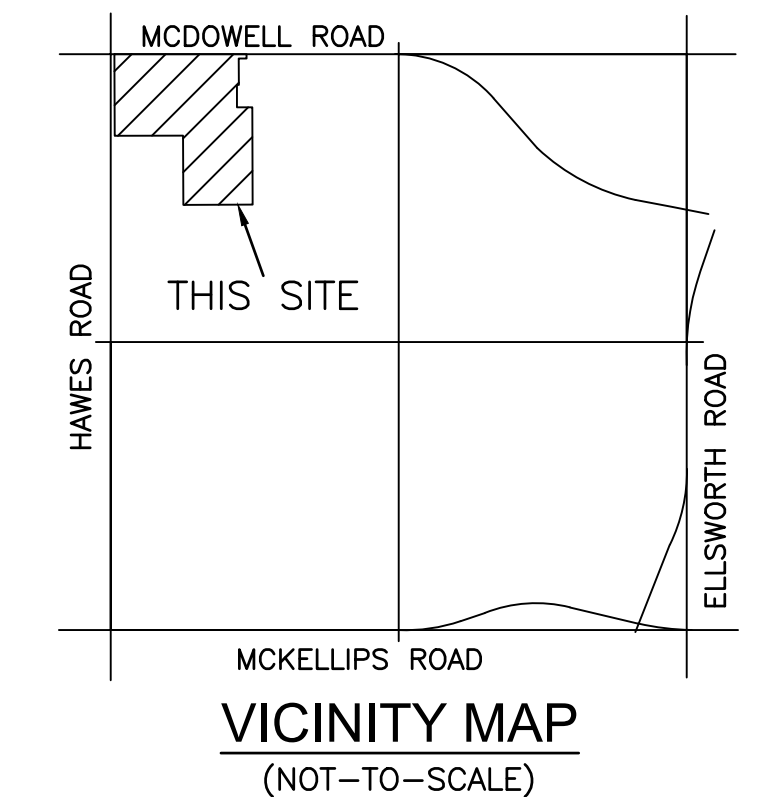 MCDOWELL ROAD
THIS SITE
HAWES ROAD
ELLSWORTH ROAD
MCKELLIPS ROAD
VICINITY MAP
(NOT-TO-SCALE)